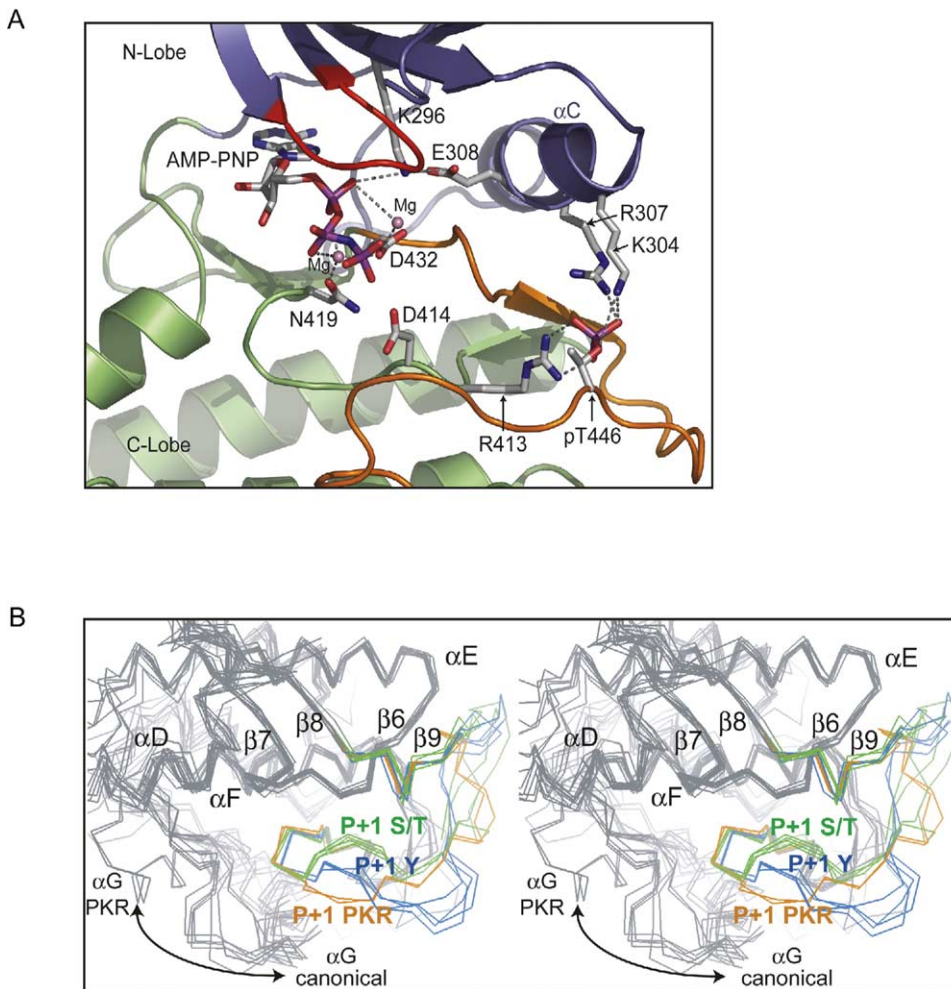 A
N-Lobe
K296
αC
AMP-PNP
E308
Mg
R307
K304
Mg
D432
N419
D414
C-Lobe
R413
pT446
B
αE
β8
β6
αD
β7
β9
αF
P+1 S/T
P+1 Y
αG
PKR
P+1 PKR
αG
canonical
αE
β8
β6
αD
β7
β9
αF
P+1 S/T
P+1 Y
αG
PKR
P+1 PKR
αG
canonical